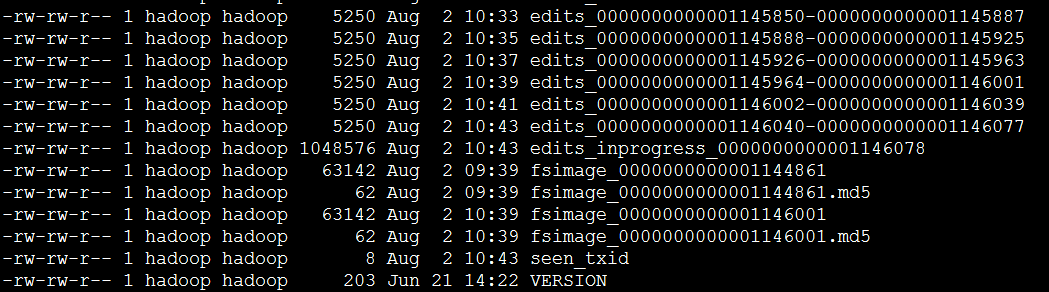 -rw-rw-r-- 1 hadoop hadoop    5250 Aug  2 10:33 edits_0000000000001145850-0000000000001145887
-rw-rw-r-- 1 hadoop hadoop    5250 Aug  2 10:35 edits_0000000000001145888-0000000000001145925
-rw-rw-r-- 1 hadoop hadoop    5250 Aug  2 10:37 edits_0000000000001145926-0000000000001145963
-rw-rw-r-- 1 hadoop hadoop    5250 Aug  2 10:39 edits_0000000000001145964-0000000000001146001
-rw-rw-r-- 1 hadoop hadoop    5250 Aug  2 10:41 edits_0000000000001146002-0000000000001146039
-rw-rw-r-- 1 hadoop hadoop    5250 Aug  2 10:43 edits_0000000000001146040-0000000000001146077
-rw-rw-r-- 1 hadoop hadoop 1048576 Aug  2 10:43 edits_inprogress_0000000000001146078
-rw-rw-r-- 1 hadoop hadoop   63142 Aug  2 09:39 fsimage_0000000000001144861
-rw-rw-r-- 1 hadoop hadoop      62 Aug  2 09:39 fsimage_0000000000001144861.md5
-rw-rw-r-- 1 hadoop hadoop   63142 Aug  2 10:39 fsimage_0000000000001146001
-rw-rw-r-- 1 hadoop hadoop      62 Aug  2 10:39 fsimage_0000000000001146001.md5
-rw-rw-r-- 1 hadoop hadoop       8 Aug  2 10:43 seen_txid
-rw-rw-r-- 1 hadoop hadoop     203 Jun 21 14:22 VERSION